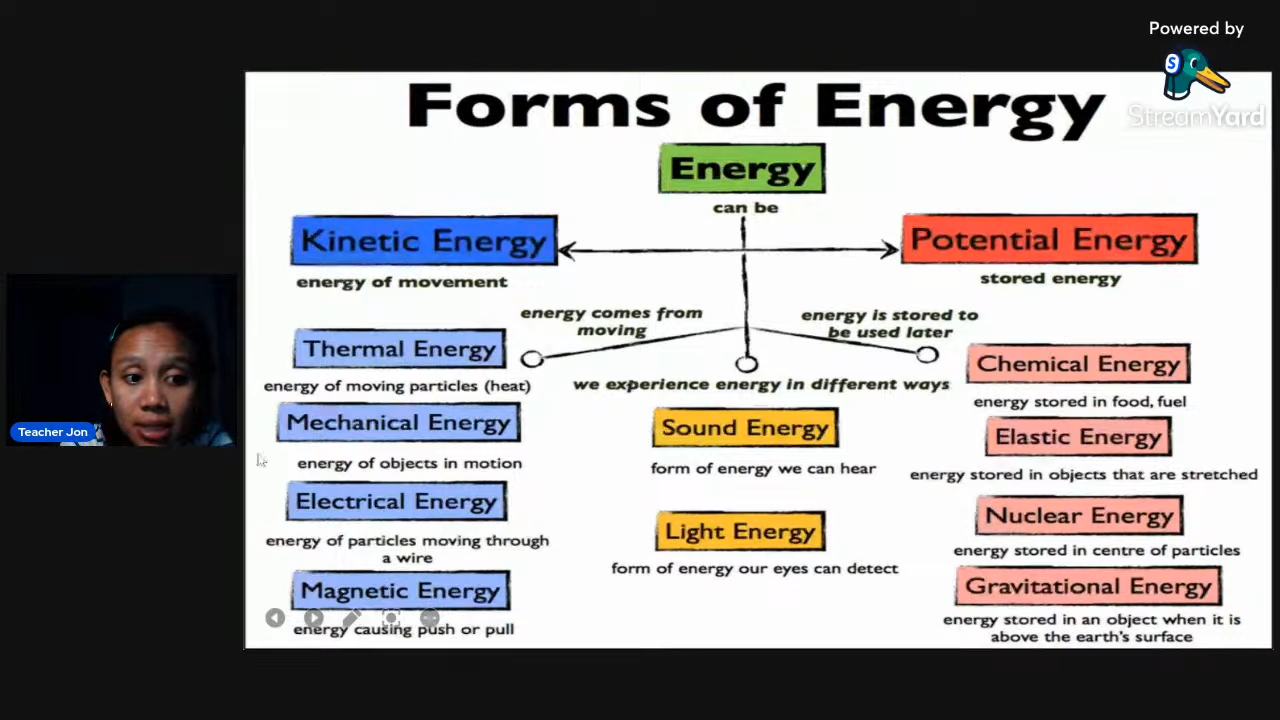 Powered by
StreamYard
Forms of Energy
Energy
can be
Kinetic Energy
energy of movement
Potential Energy
stored energy
energy comes from
moving
energy is stored to
be used later
we experience energy in different ways
Thermal Energy
energy of moving particles (heat)
Mechanical Energy
energy of objects in motion
Electrical Energy
energy of particles moving through
a wire
Magnetic Energy
energy causing push or pull
Sound Energy
form of energy we can hear
Light Energy
form of energy our eyes can detect
Chemical Energy
energy stored in food, fuel
Elastic Energy
energy stored in objects that are stretched
Nuclear Energy
energy stored in centre of particles
Gravitational Energy
energy stored in an object when it is
above the earth's surface
Teacher Jon